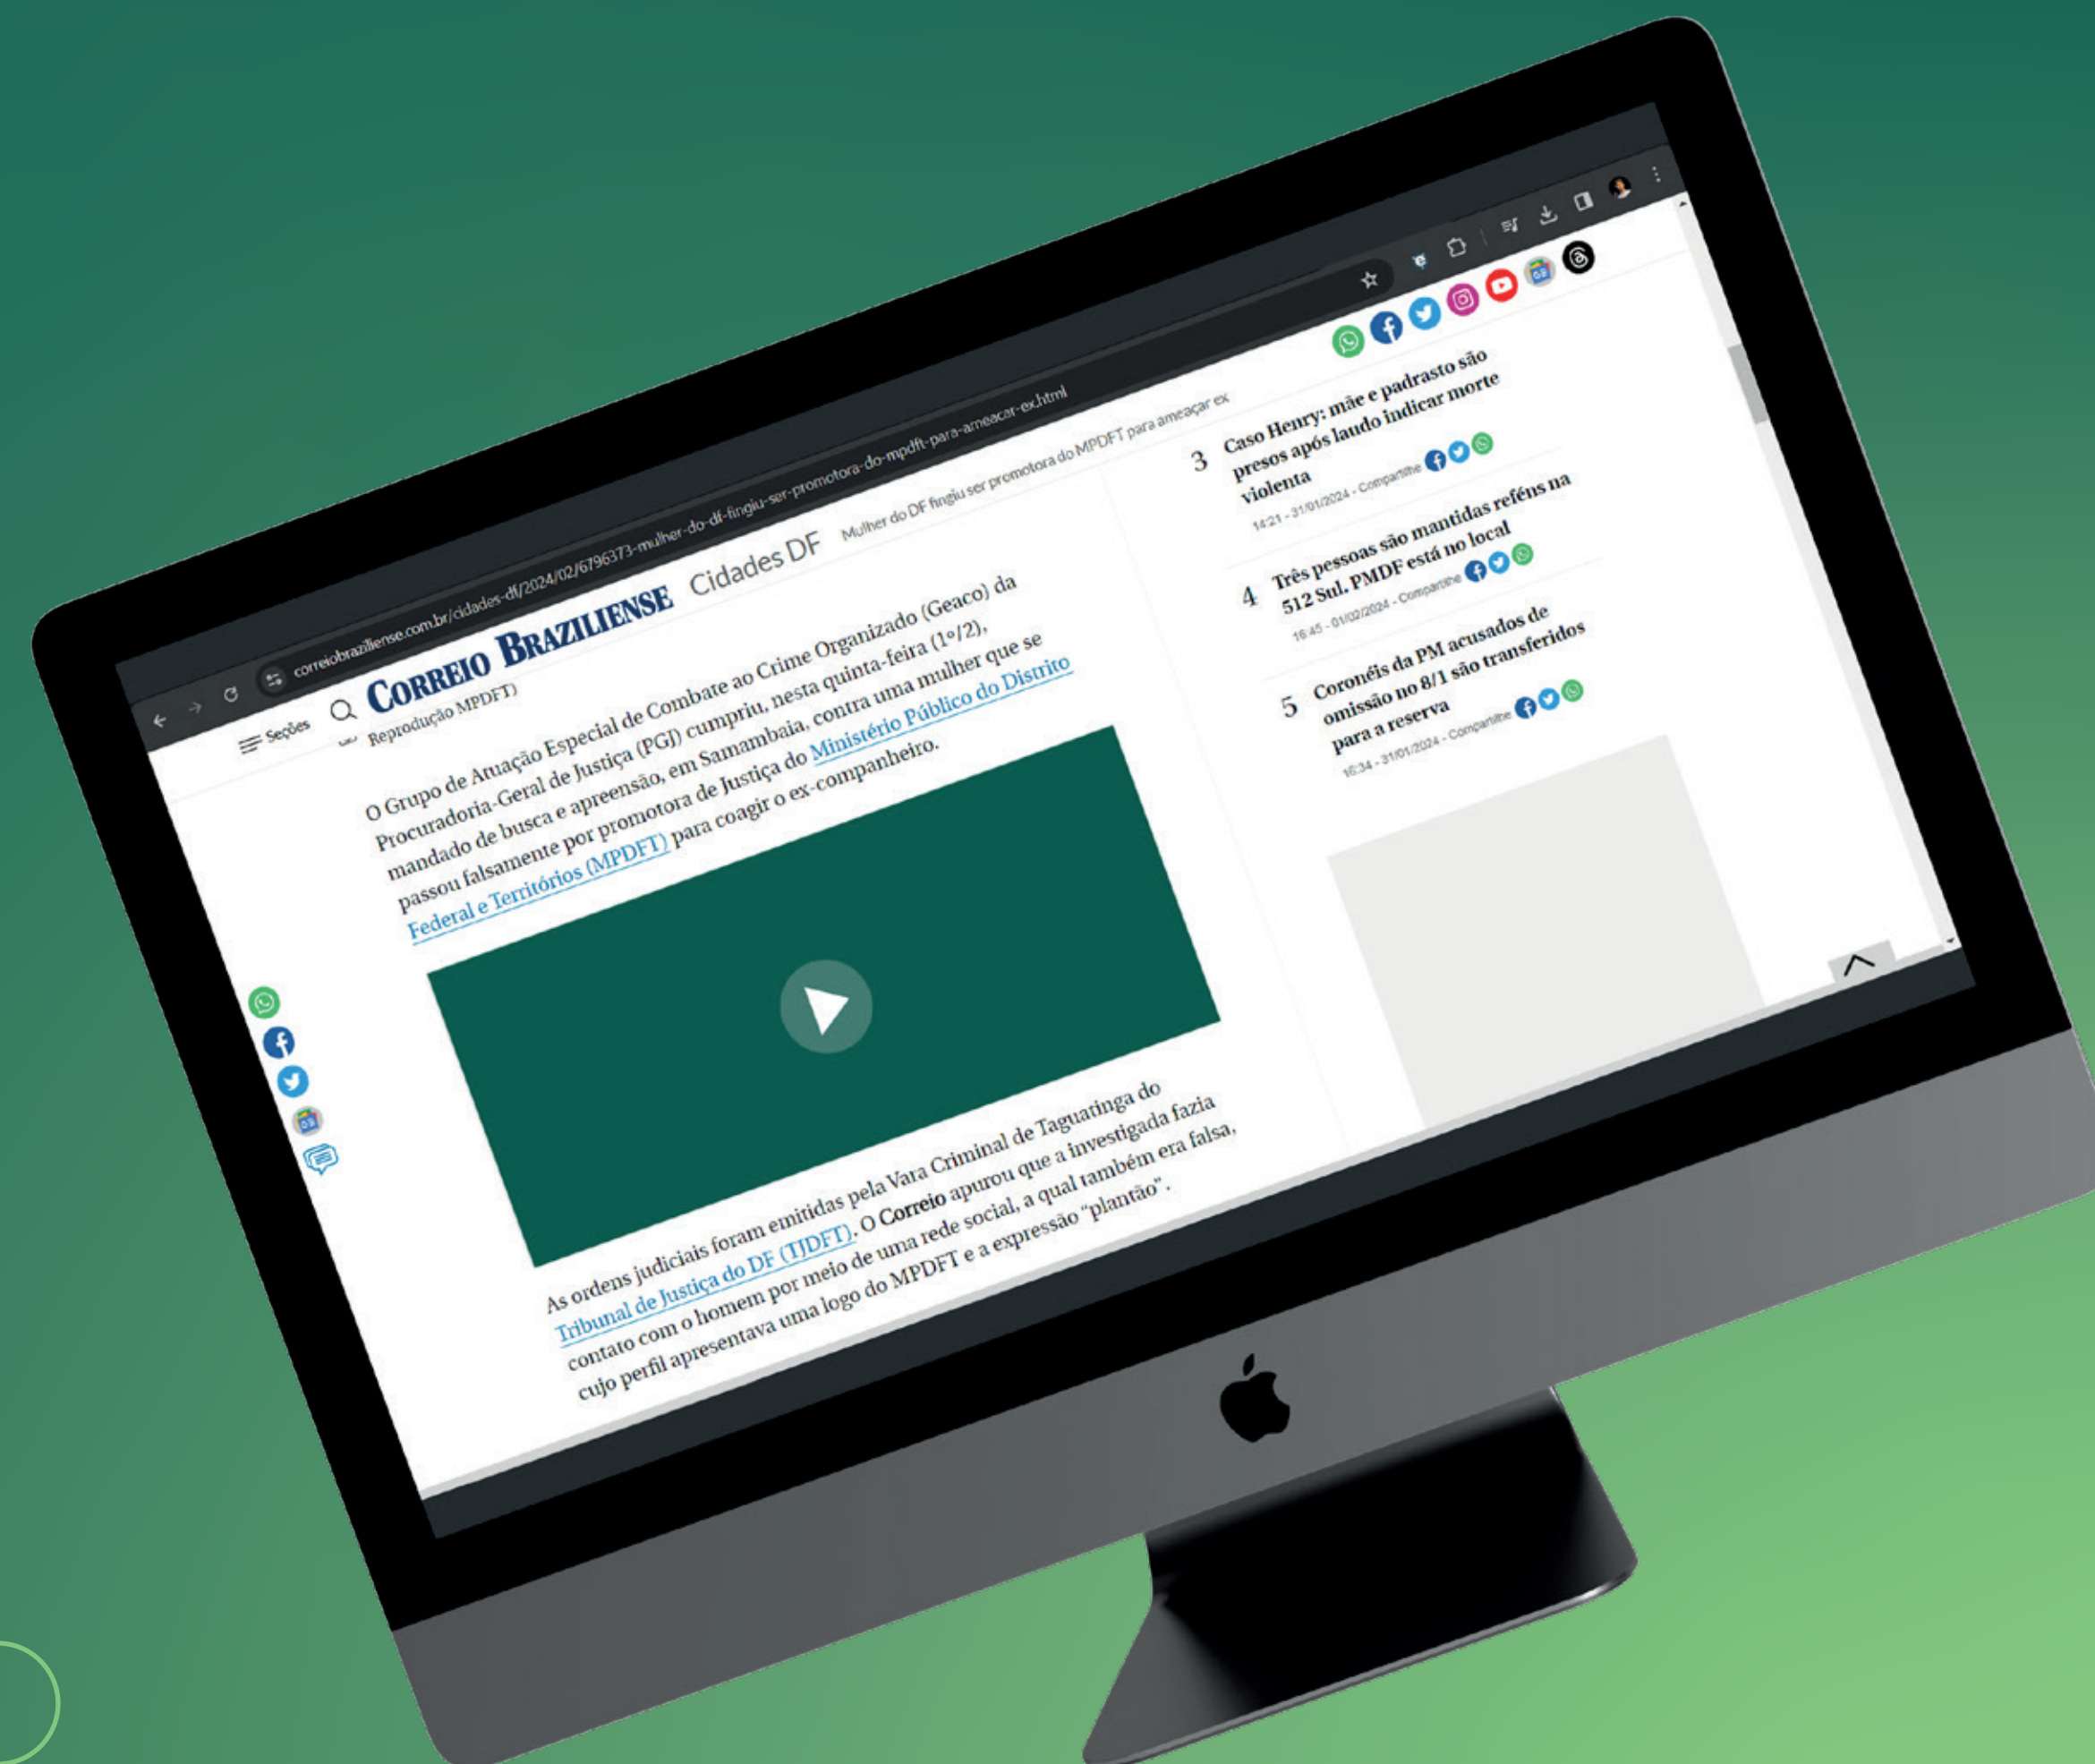 correiobraziliense.com.br/cidades-df/2024/02/6796373-mulher-do-df-fingiu-ser-promotora-do-mpdft-para-ameacar-ex.html
Seções
CORREIO BRAZILIENSE
Cidades DF
Mulher do DF fingiu ser promotora do MPDFT para ameaçar ex
Reprodução MPDFT)
O Grupo de Atuação Especial de Combate ao Crime Organizado (Geaco) da
Procuradoria-Geral de Justiça (PGJ) cumpriu, nesta quinta-feira (1º/2),
mandado de busca e apreensão, em Samambaia, contra uma mulher que se
passou falsamente por promotora de Justiça do Ministério Público do Distrito
Federal e Territórios (MPDFT) para coagir o ex-companheiro.
As ordens judiciais foram emitidas pela Vara Criminal de Taguatinga do
Tribunal de Justiça do DF (TJDFT). O Correio apurou que a investigada fazia
contato com o homem por meio de uma rede social, a qual também era falsa,
cujo perfil apresentava uma logo do MPDFT e a expressão "plantão".
3
Caso Henry: mãe e padrasto são
presos após laudo indicar morte
violenta
14:21 - 31/01/2024 - Compartilhe
4
Três pessoas são mantidas reféns na
512 Sul. PMDF está no local
16:45 - 01/02/2024 - Compartilhe
5
Coronéis da PM acusados de
omissão no 8/1 são transferidos
para a reserva
16:34 - 31/01/2024 - Compartilhe